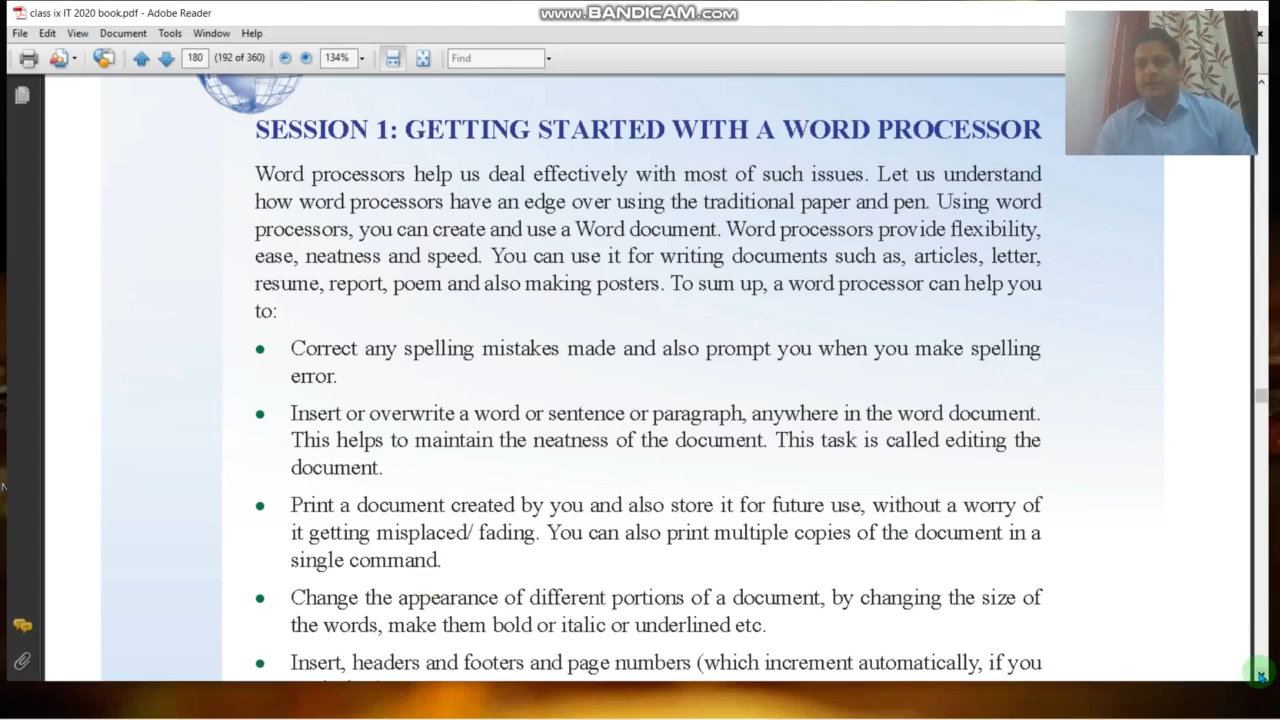 class ix IT 2020 book.pdf - Adobe Reader
www.BANDICAM.com
File Edit View Document Tools Window Help
180 (192 of 360) 134% Find
SESSION 1: GETTING STARTED WITH A WORD PROCESSOR
Word processors help us deal effectively with most of such issues. Let us understand
how word processors have an edge over using the traditional paper and pen. Using word
processors, you can create and use a Word document. Word processors provide flexibility,
ease, neatness and speed. You can use it for writing documents such as, articles, letter,
resume, report, poem and also making posters. To sum up, a word processor can help you
to:
• Correct any spelling mistakes made and also prompt you when you make spelling
error.
• Insert or overwrite a word or sentence or paragraph, anywhere in the word document.
This helps to maintain the neatness of the document. This task is called editing the
document.
• Print a document created by you and also store it for future use, without a worry of
it getting misplaced/ fading. You can also print multiple copies of the document in a
single command.
• Change the appearance of different portions of a document, by changing the size of
the words, make them bold or italic or underlined etc.
• Insert, headers and footers and page numbers (which increment automatically, if you